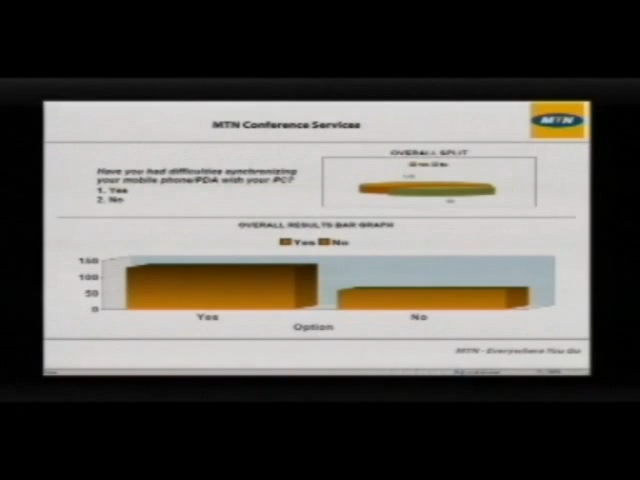 MTN Conference Services
MTN
OVERALL SPLIT
Yes No
Have you had difficulties synchronizing
your mobile phone/PDA with your PC?
1. Yes
2. No
OVERALL RESULTS BAR GRAPH
Yes No
150
100
50
0
Yes No
Option
MTN - Everywhere You Go